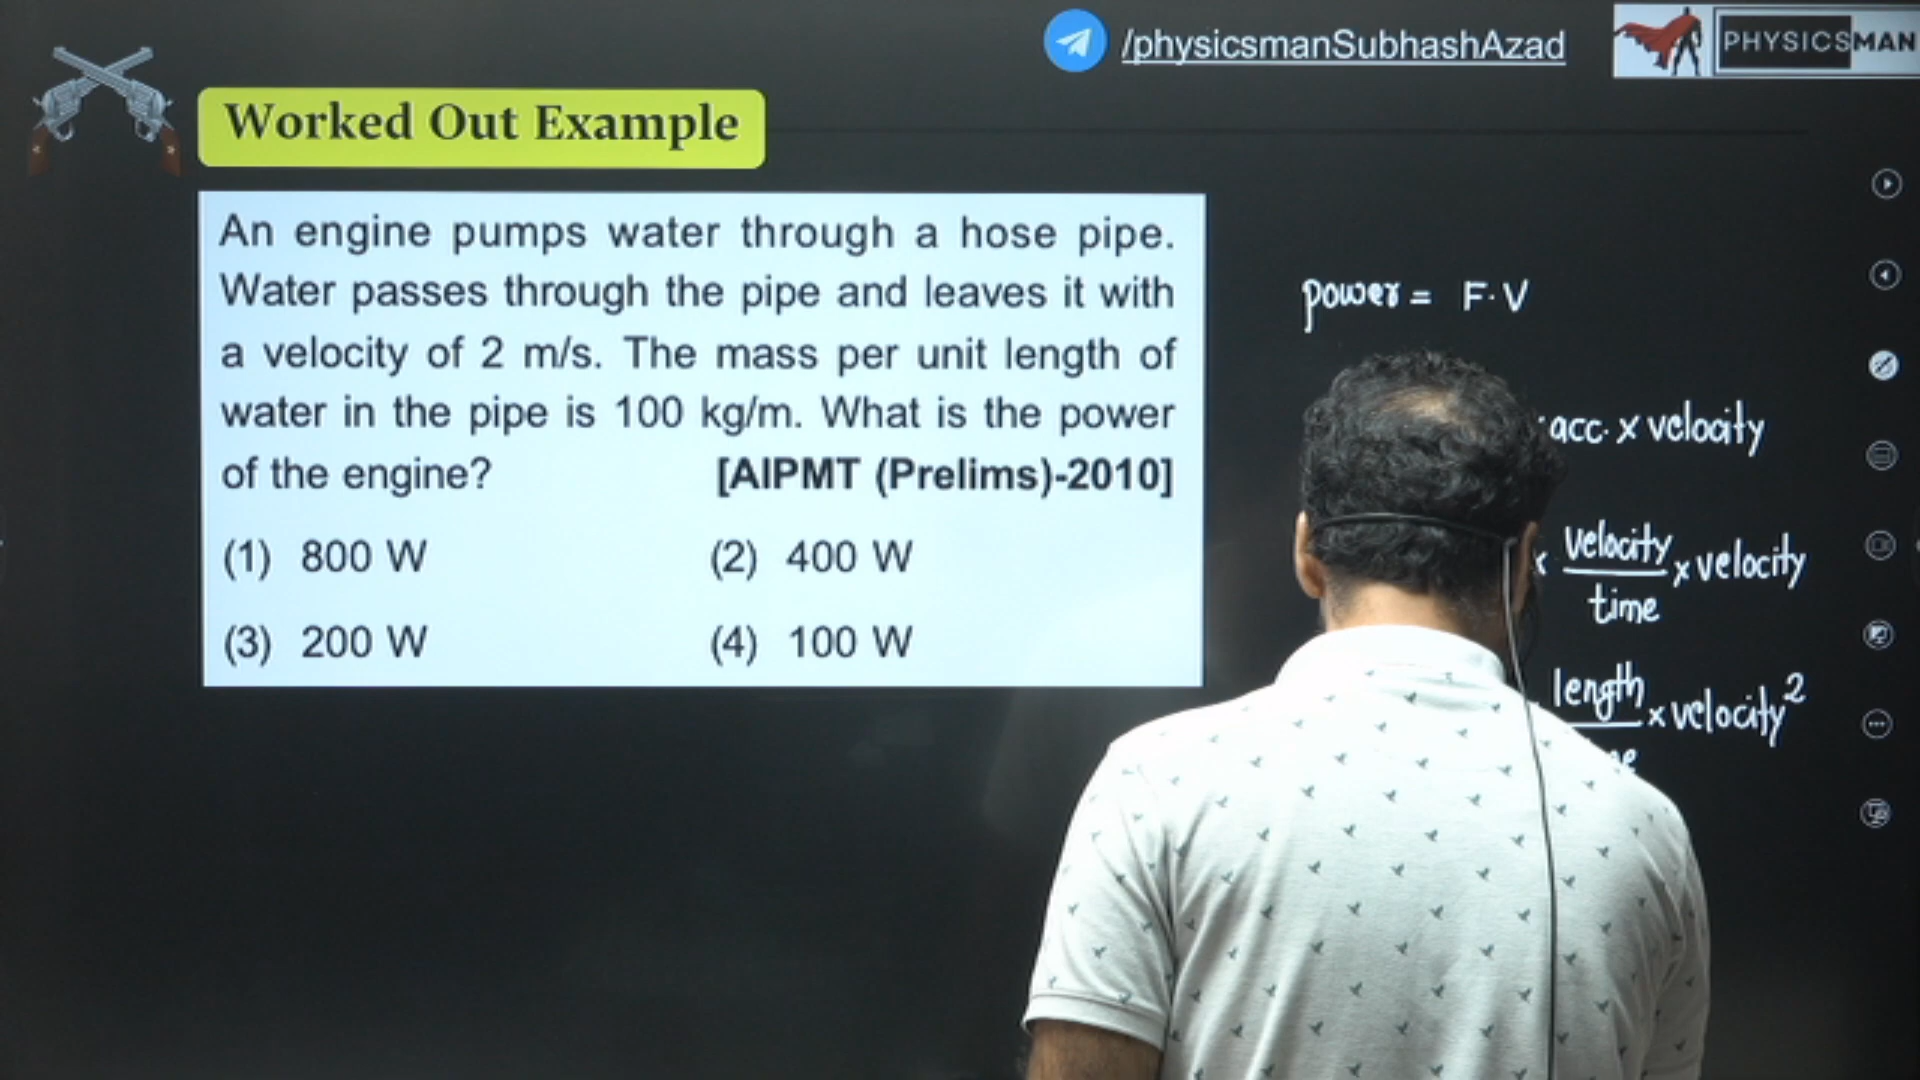 /physicsmanSubhashAzad
PHYSICSMAN
Worked Out Example
An engine pumps water through a hose pipe.
Water passes through the pipe and leaves it with
a velocity of 2 m/s. The mass per unit length of
water in the pipe is 100 kg/m. What is the power
of the engine? [AIPMT (Prelims)-2010]
(1) 800 W (2) 400 W
(3) 200 W (4) 100 W
power = F·V
acc. x velocity
velocity
x velocity
time
length
x velocity²